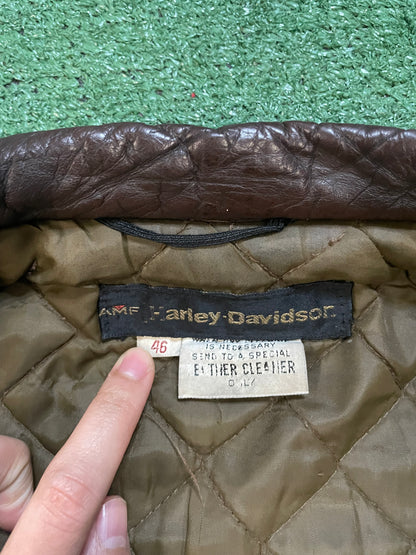 AMF Harley-Davidson
46
IS NECESSARY
SEND TO A SPECIAL
LEATHER CLEANER
ONLY